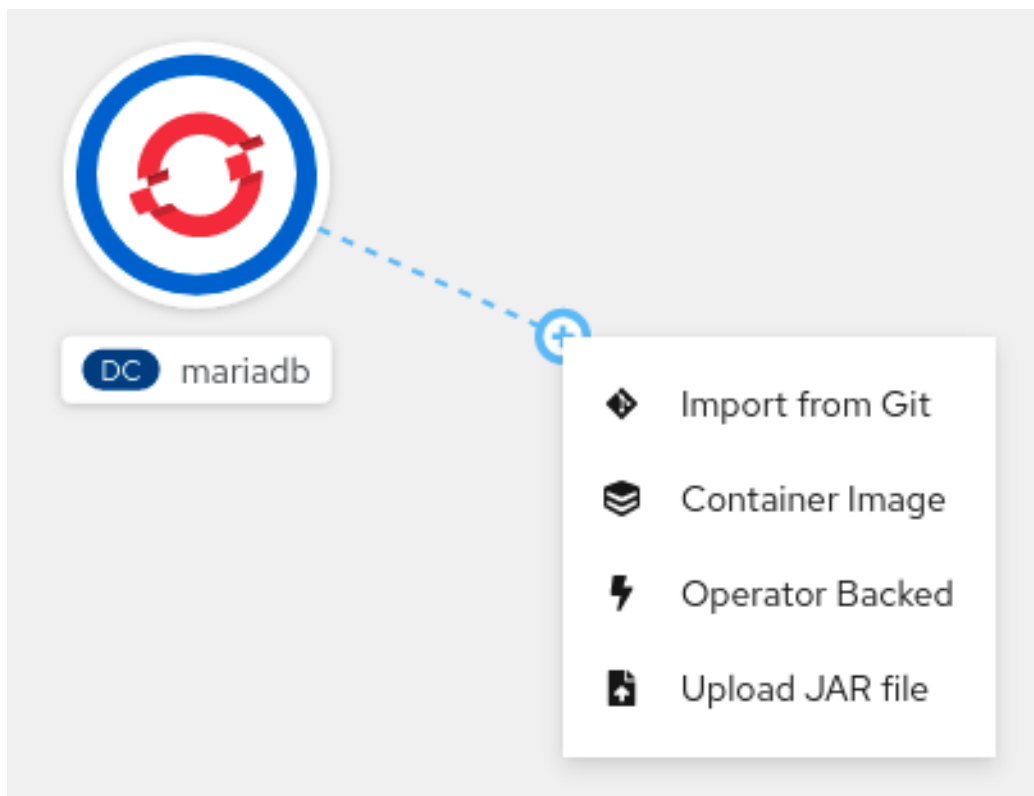 DC mariadb
Import from Git
Container Image
Operator Backed
Upload JAR file